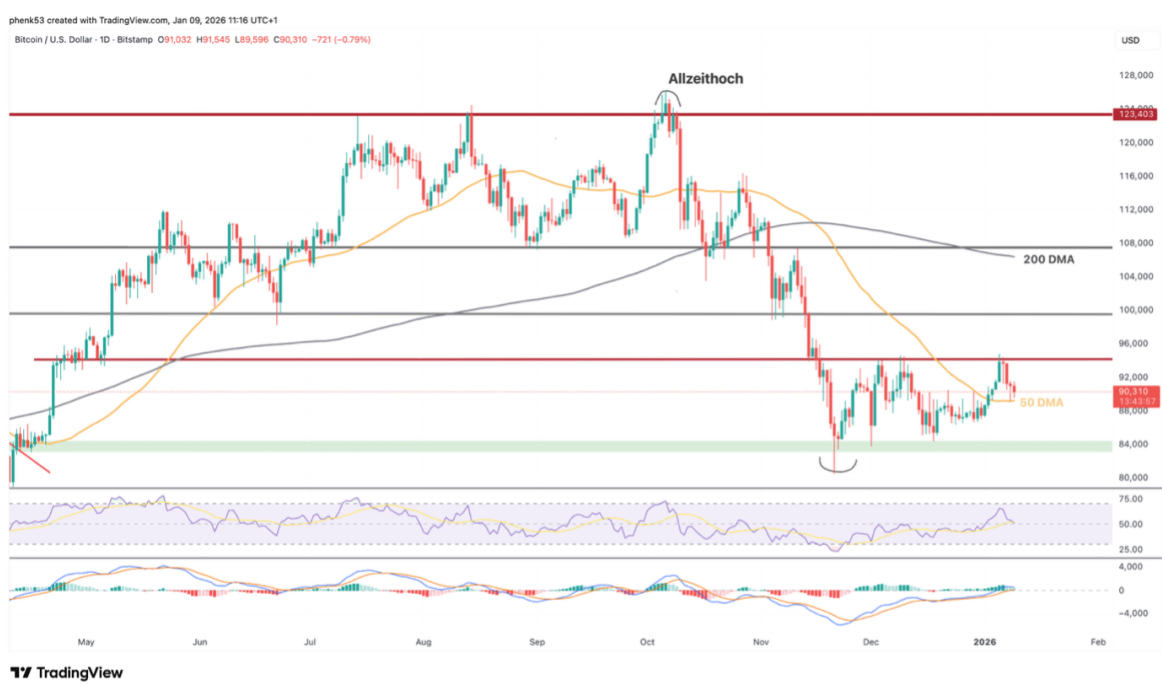 phenk53 created with TradingView.com, Jan 09, 2026 11:16 UTC+1
Bitcoin / U.S. Dollar · 1D · Bitstamp O91,032 H91,545 L89,596 C90,310 −721 (−0.79%)
USD
Allzeithoch
128,000
124,000
123,403
120,000
116,000
112,000
108,000
200 DMA
104,000
100,000
96,000
92,000
90,310
13:43:57
50 DMA
88,000
84,000
80,000
75.00
50.00
25.00
4,000
0
−4,000
May Jun Jul Aug Sep Oct Nov Dec 2026 Feb
TradingView